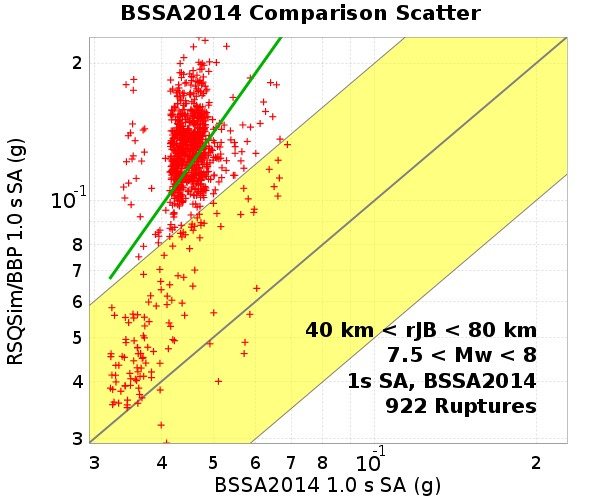 BSSA2014 Comparison Scatter
RSQSim/BBP 1.0 s SA (g)
2
10-1
8
7
6
5
4
3
40 km < rJB < 80 km
7.5 < Mw < 8
1s SA, BSSA2014
922 Ruptures
3 4 5 6 7 8 10-1 2
BSSA2014 1.0 s SA (g)